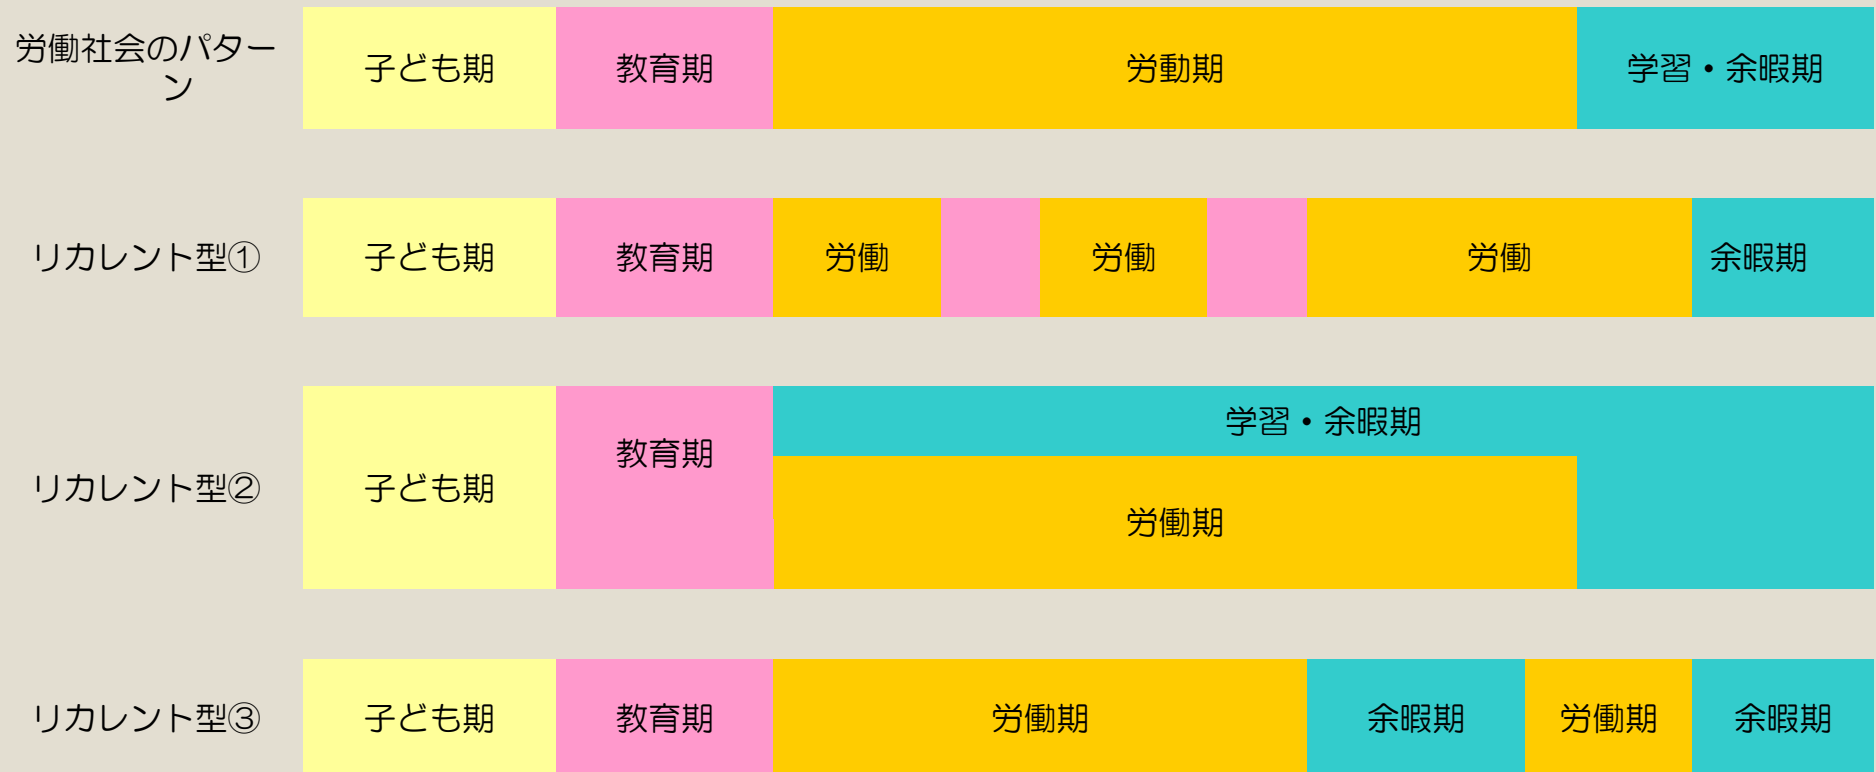 労働社会のパター
ン
子ども期
教育期
労動期
学習・余暇期
リカレント型①
子ども期
教育期
労働
労働
労働
余暇期
リカレント型②
子ども期
教育期
学習・余暇期
労働期
リカレント型③
子ども期
教育期
労働期
余暇期
労働期
余暇期